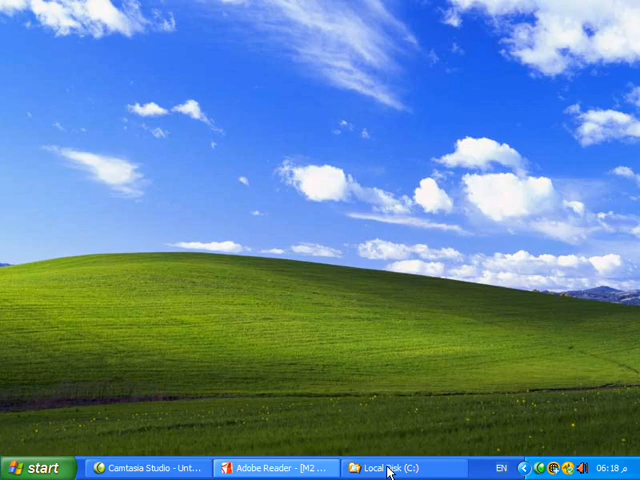 start
Camtasia Studio - Unt...
Adobe Reader - [M2 ...
Local Disk (C:)
EN
06:18 م